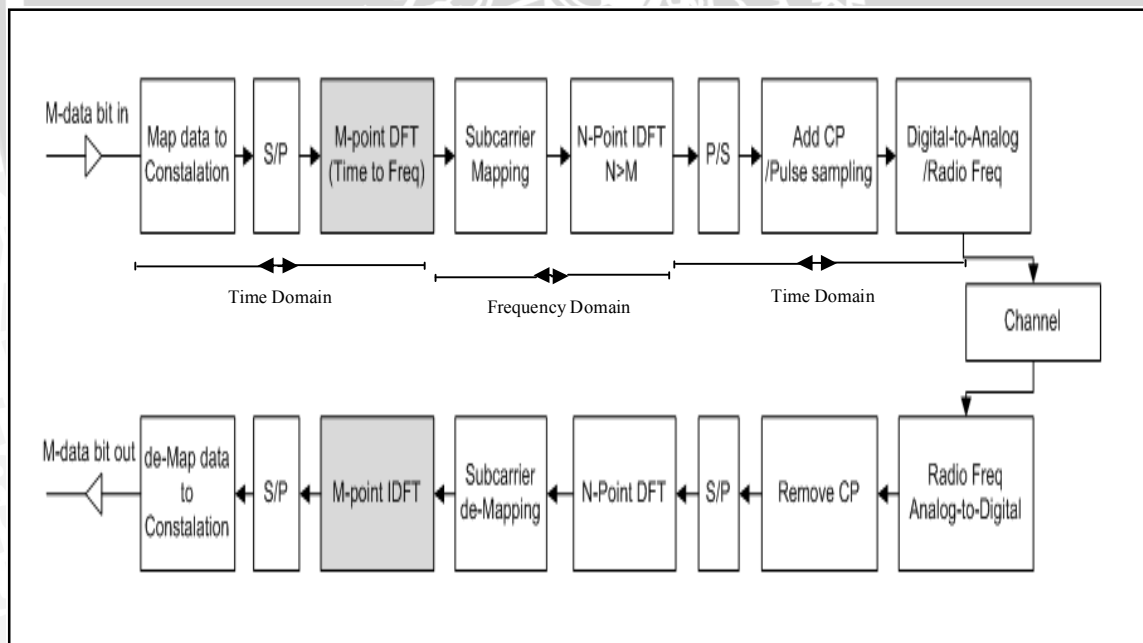 M-data bit in
Map data to
Constalation
S/P
M-point DFT
(Time to Freq)
Subcarrier
Mapping
N-Point IDFT
N>M
P/S
Add CP
/Pulse sampling
Digital-to-Analog
/Radio Freq
Time Domain
Frequency Domain
Time Domain
Channel
M-data bit out
de-Map data
to
Constalation
S/P
M-point IDFT
Subcarrier
de-Mapping
N-Point DFT
S/P
Remove CP
Radio Freq
Analog-to-Digital